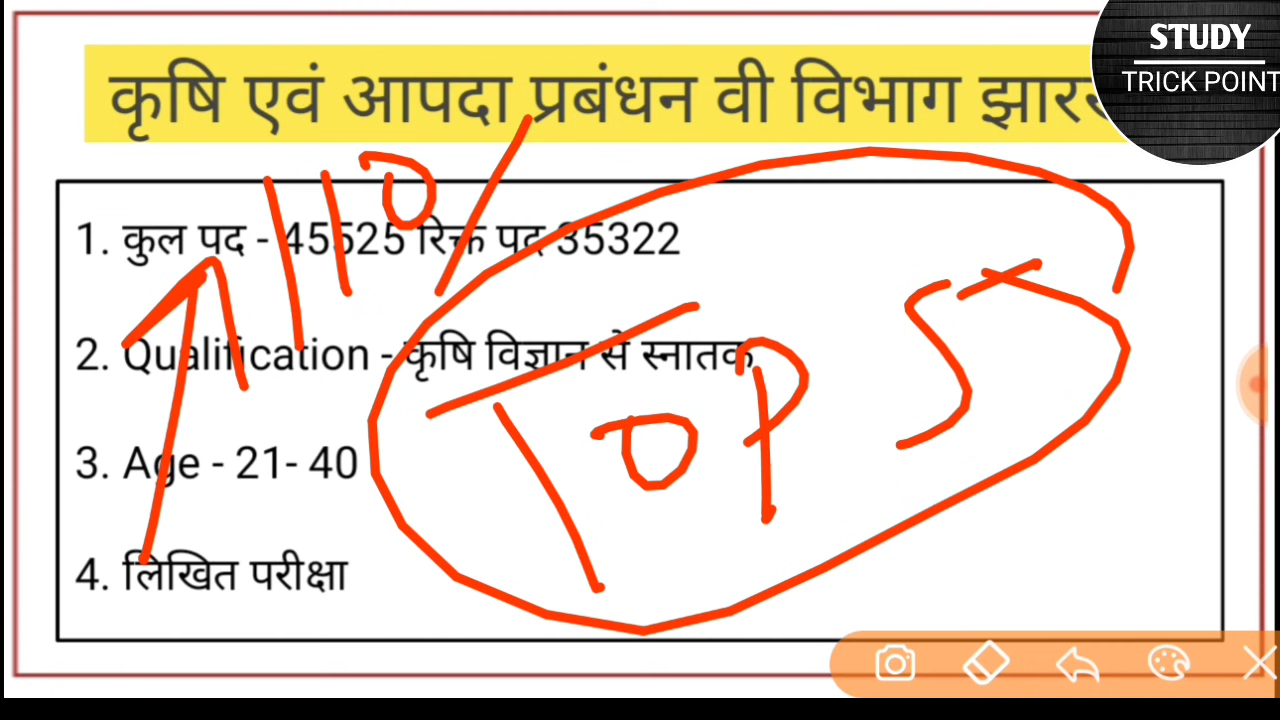 STUDY
TRICK POINT
कृषि एवं आपदा प्रबंधन वी विभाग
1. कुल पद - 45525 रिक्त पद 35322
110%
2. Qualification - कृषि विज्ञान से स्नातक
TOP 5
3. Age - 21- 40
4. लिखित परीक्षा